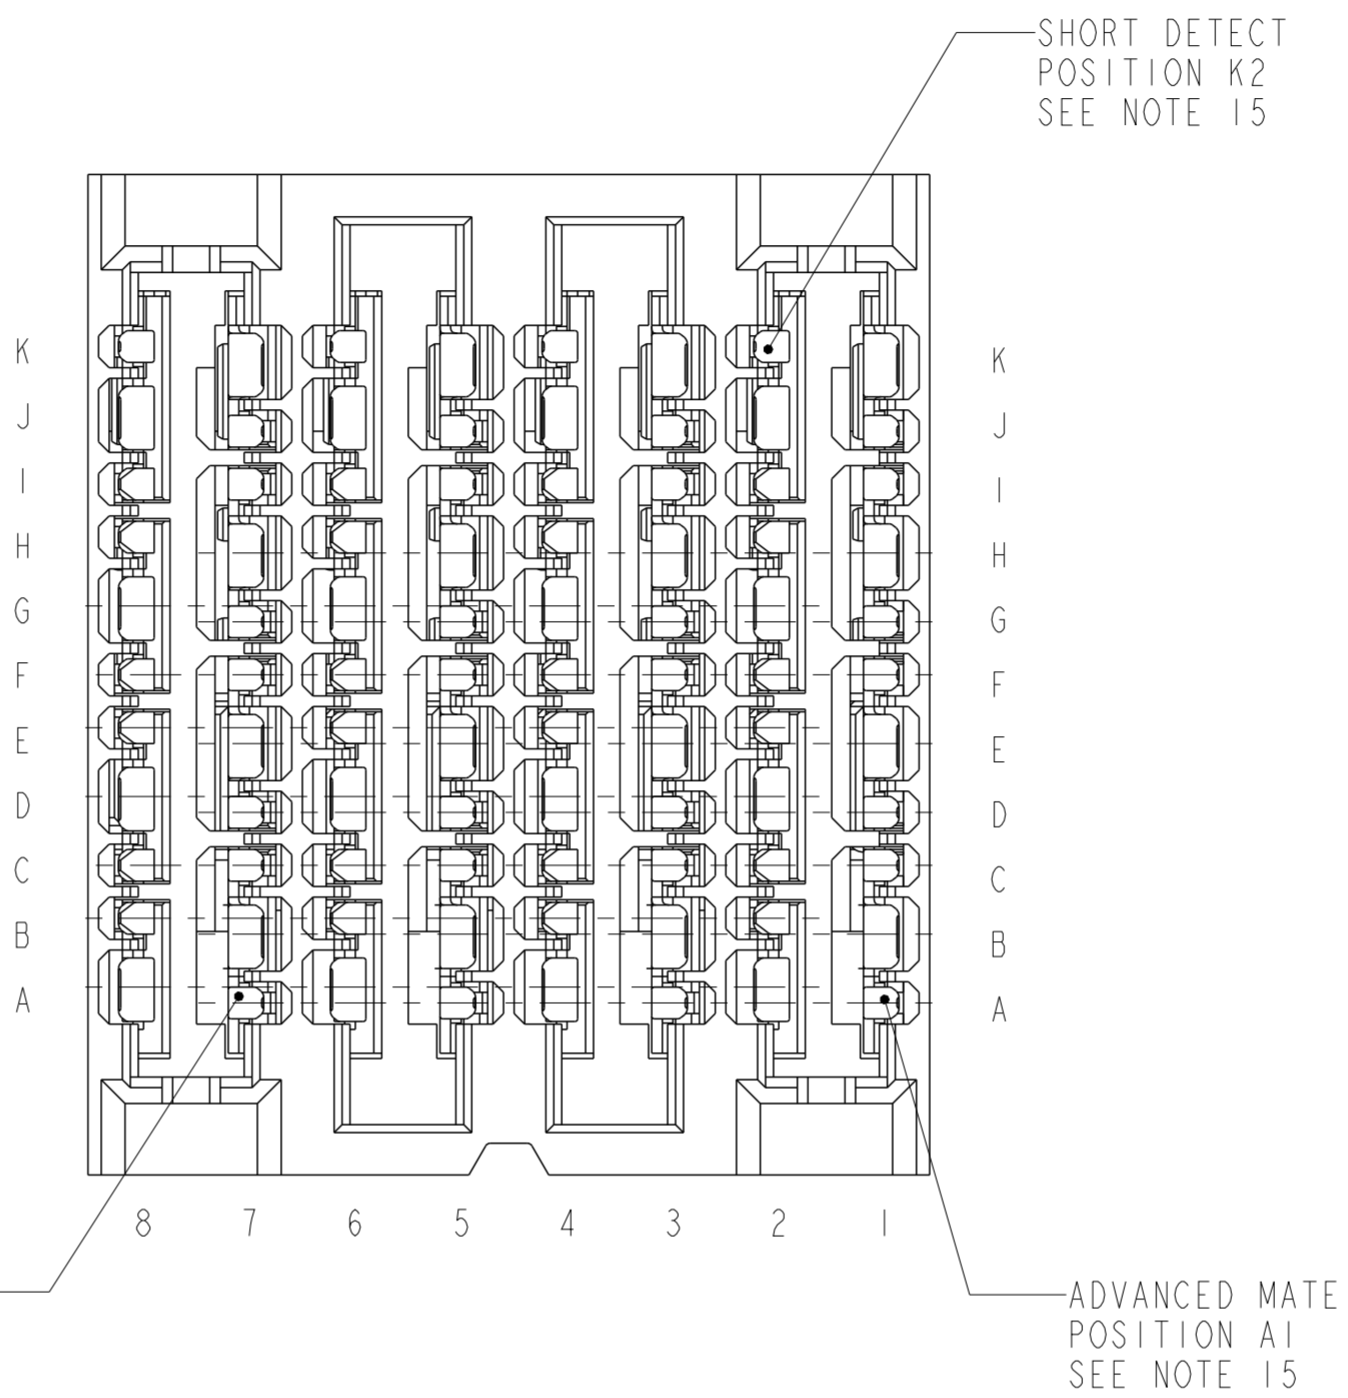 SHORT DETECT
POSITION K2
SEE NOTE 15
K K
J J
I I
H H
G G
F F
E E
D D
C C
B B
A A
8 7 6 5 4 3 2 1
ADVANCED MATE
POSITION A1
SEE NOTE 15